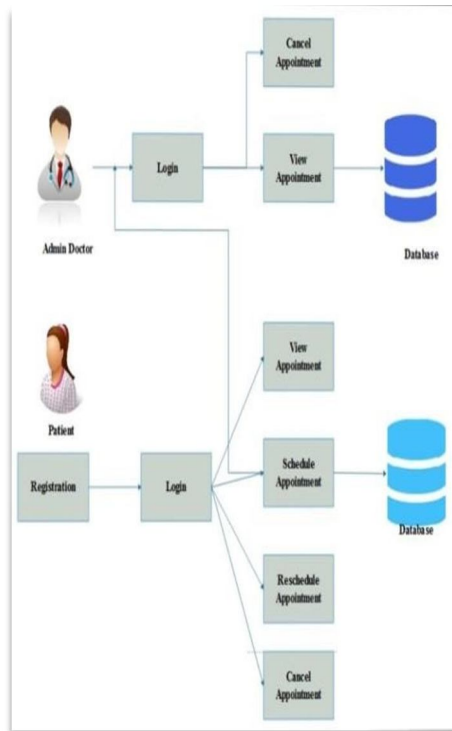 Cancel
Appointment
Login
View
Appointment
Admin Doctor
Database
View
Appointment
Patient
Registration
Login
Schedule
Appointment
Database
Reschedule
Appointment
Cancel
Appointment